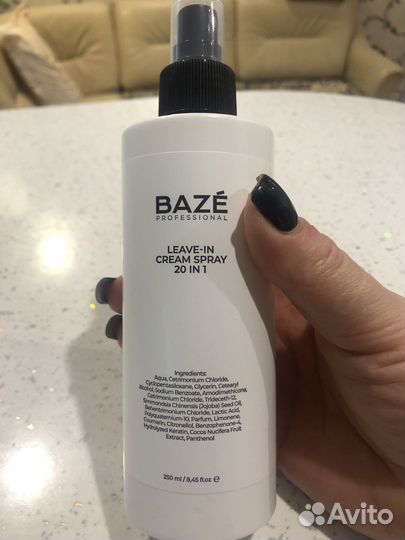 BAZÉ
PROFESSIONAL
LEAVE-IN
CREAM SPRAY
20 IN 1
Ingredients:
Aqua, Cetrimonium Chloride,
Cyclopentasiloxane, Glycerin, Cetearyl
Alcohol, Sodium Benzoate, Amodimethicone,
Cetrimonium Chloride, Trideceth-12,
Simmondsia Chinensis (Jojoba) Seed Oil,
Behentrimonium Chloride, Lactic Acid,
Polyquaternium-10, Parfum, Limonene,
Coumarin, Citronellol, Benzophenone-4,
Hydrolyzed Keratin, Cocos Nucifera Fruit
Extract, Panthenol
250 ml / 8,45 fl.oz ℮
Avito